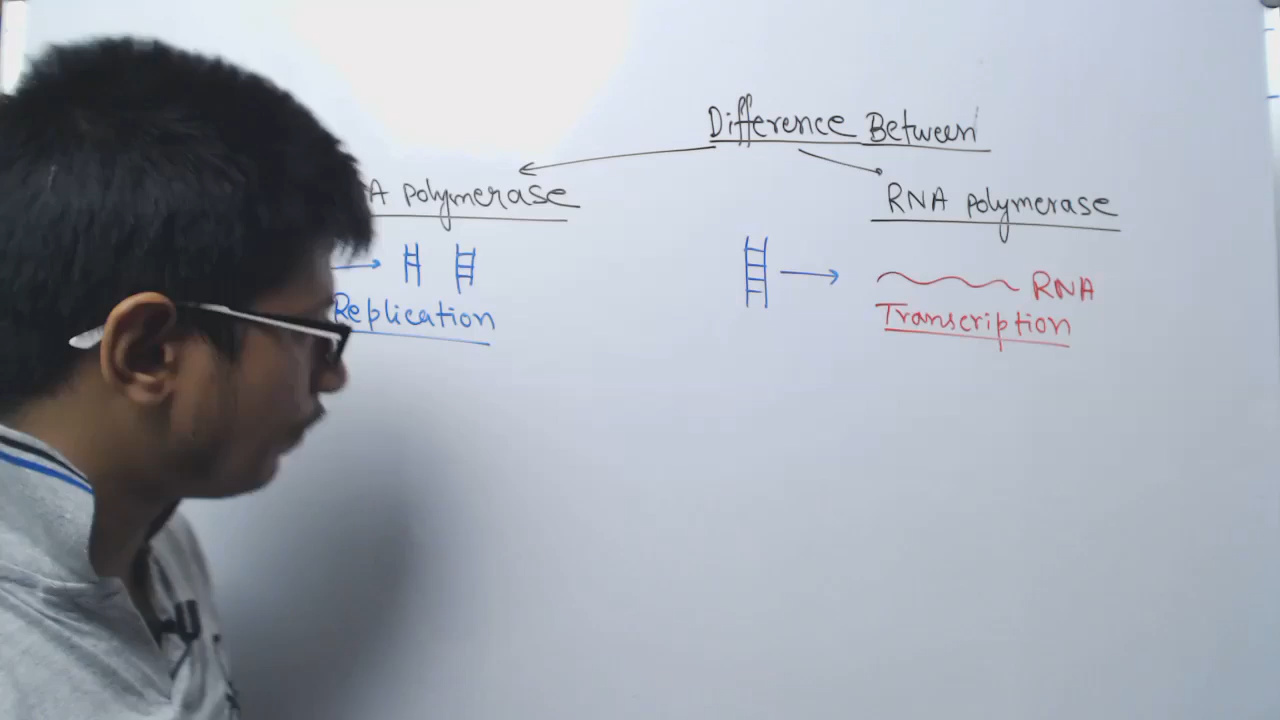 Difference Between
A polymerase
RNA polymerase
Replication
RNA
Transcription